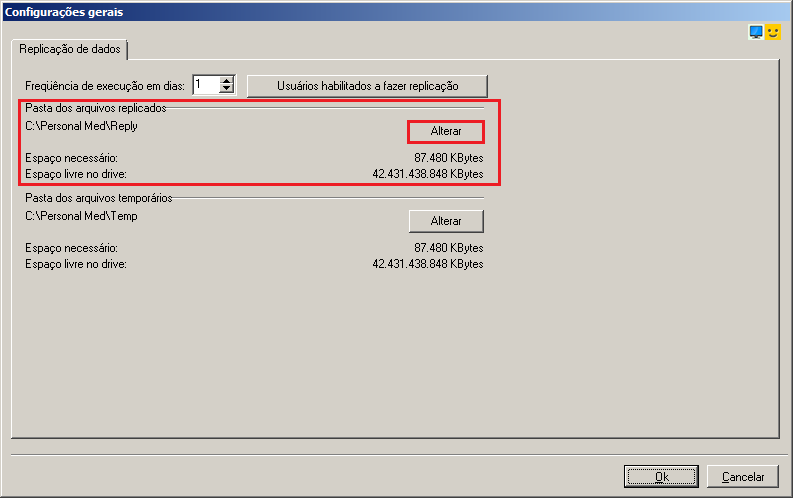 Configurações gerais
Replicação de dados
Freqüência de execução em dias: 1 Usuários habilitados a fazer replicação
Pasta dos arquivos replicados
C:\Personal Med\Reply Alterar
Espaço necessário: 87.480 KBytes
Espaço livre no drive: 42.431.438.848 KBytes
Pasta dos arquivos temporários
C:\Personal Med\Temp Alterar
Espaço necessário: 87.480 KBytes
Espaço livre no drive: 42.431.438.848 KBytes
Ok Cancelar